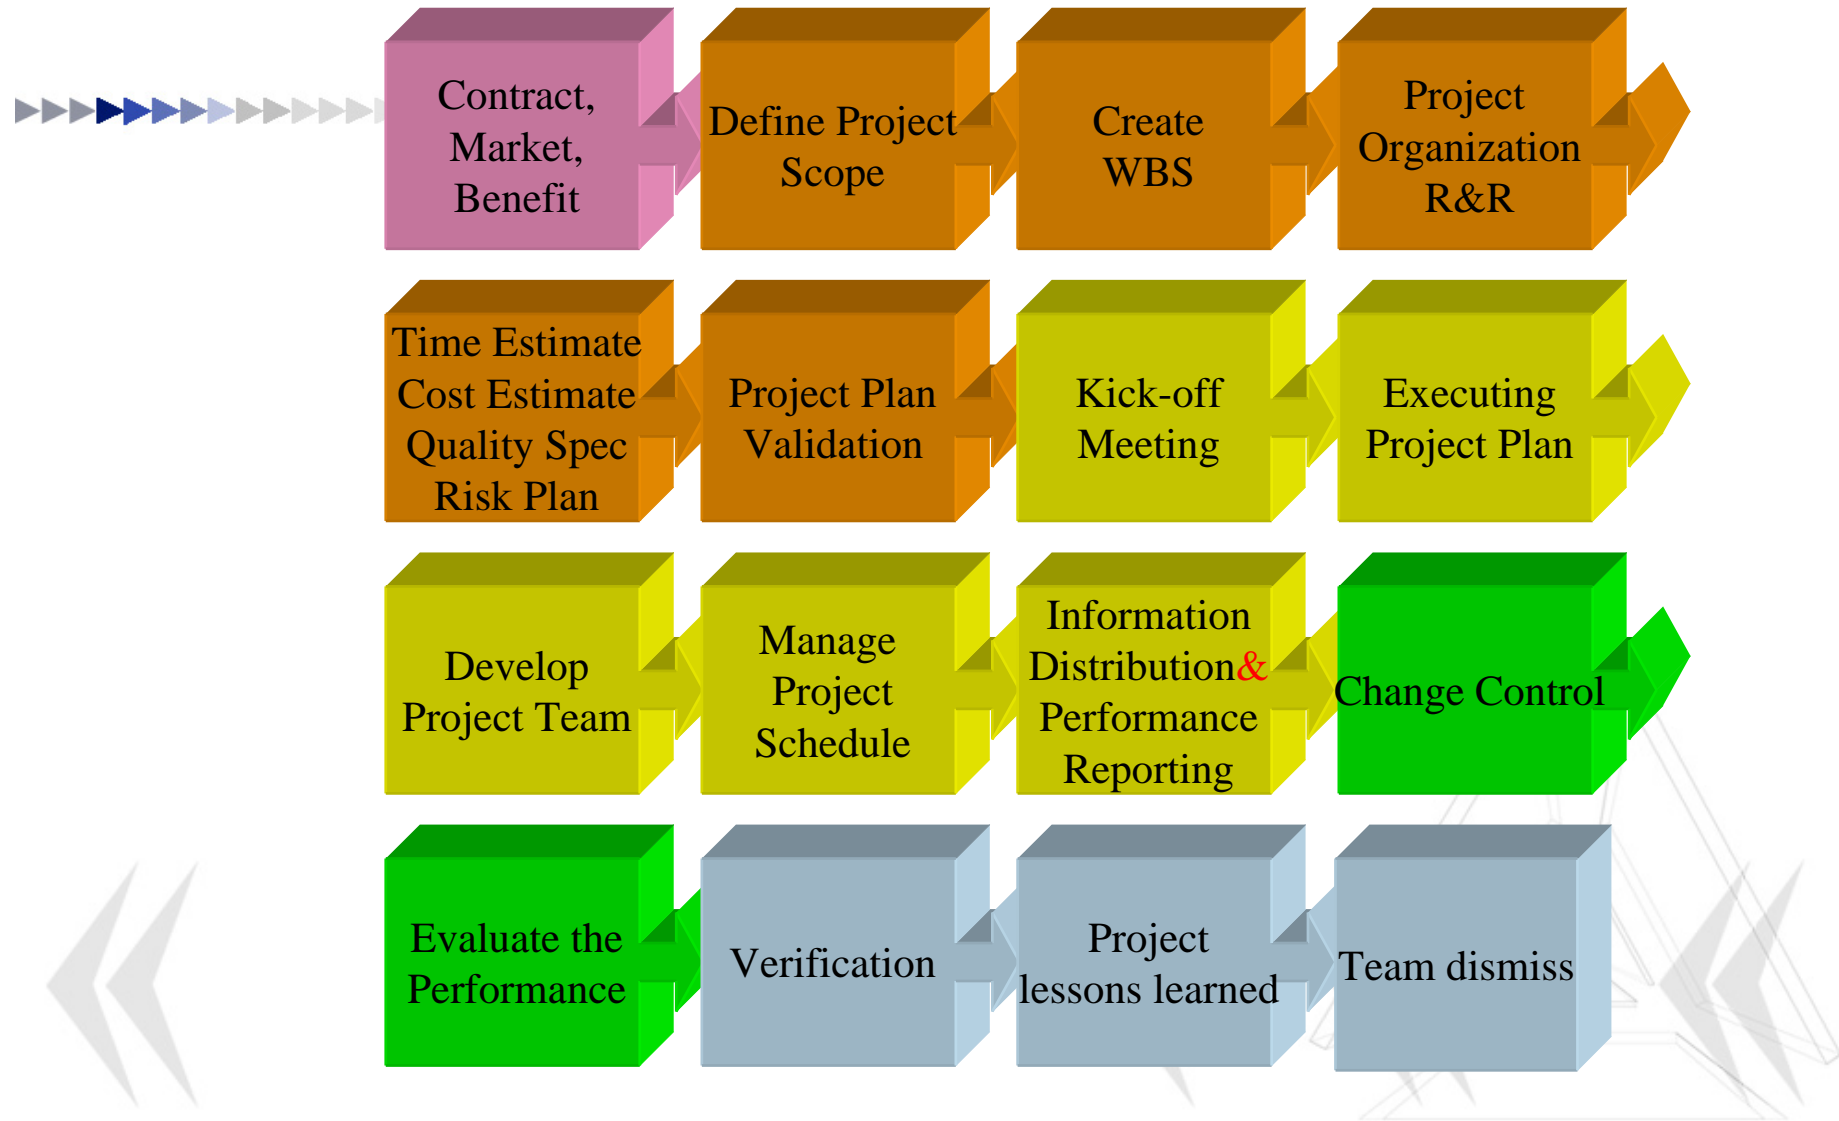 Contract,
Market,
Benefit
Define Project
Scope
Create
WBS
Project
Organization
R&R
Time Estimate
Cost Estimate
Quality Spec
Risk Plan
Project Plan
Validation
Kick-off
Meeting
Executing
Project Plan
Develop
Project Team
Manage
Project
Schedule
Information
Distribution&
Performance
Reporting
Change Control
Evaluate the
Performance
Verification
Project
lessons learned
Team dismiss